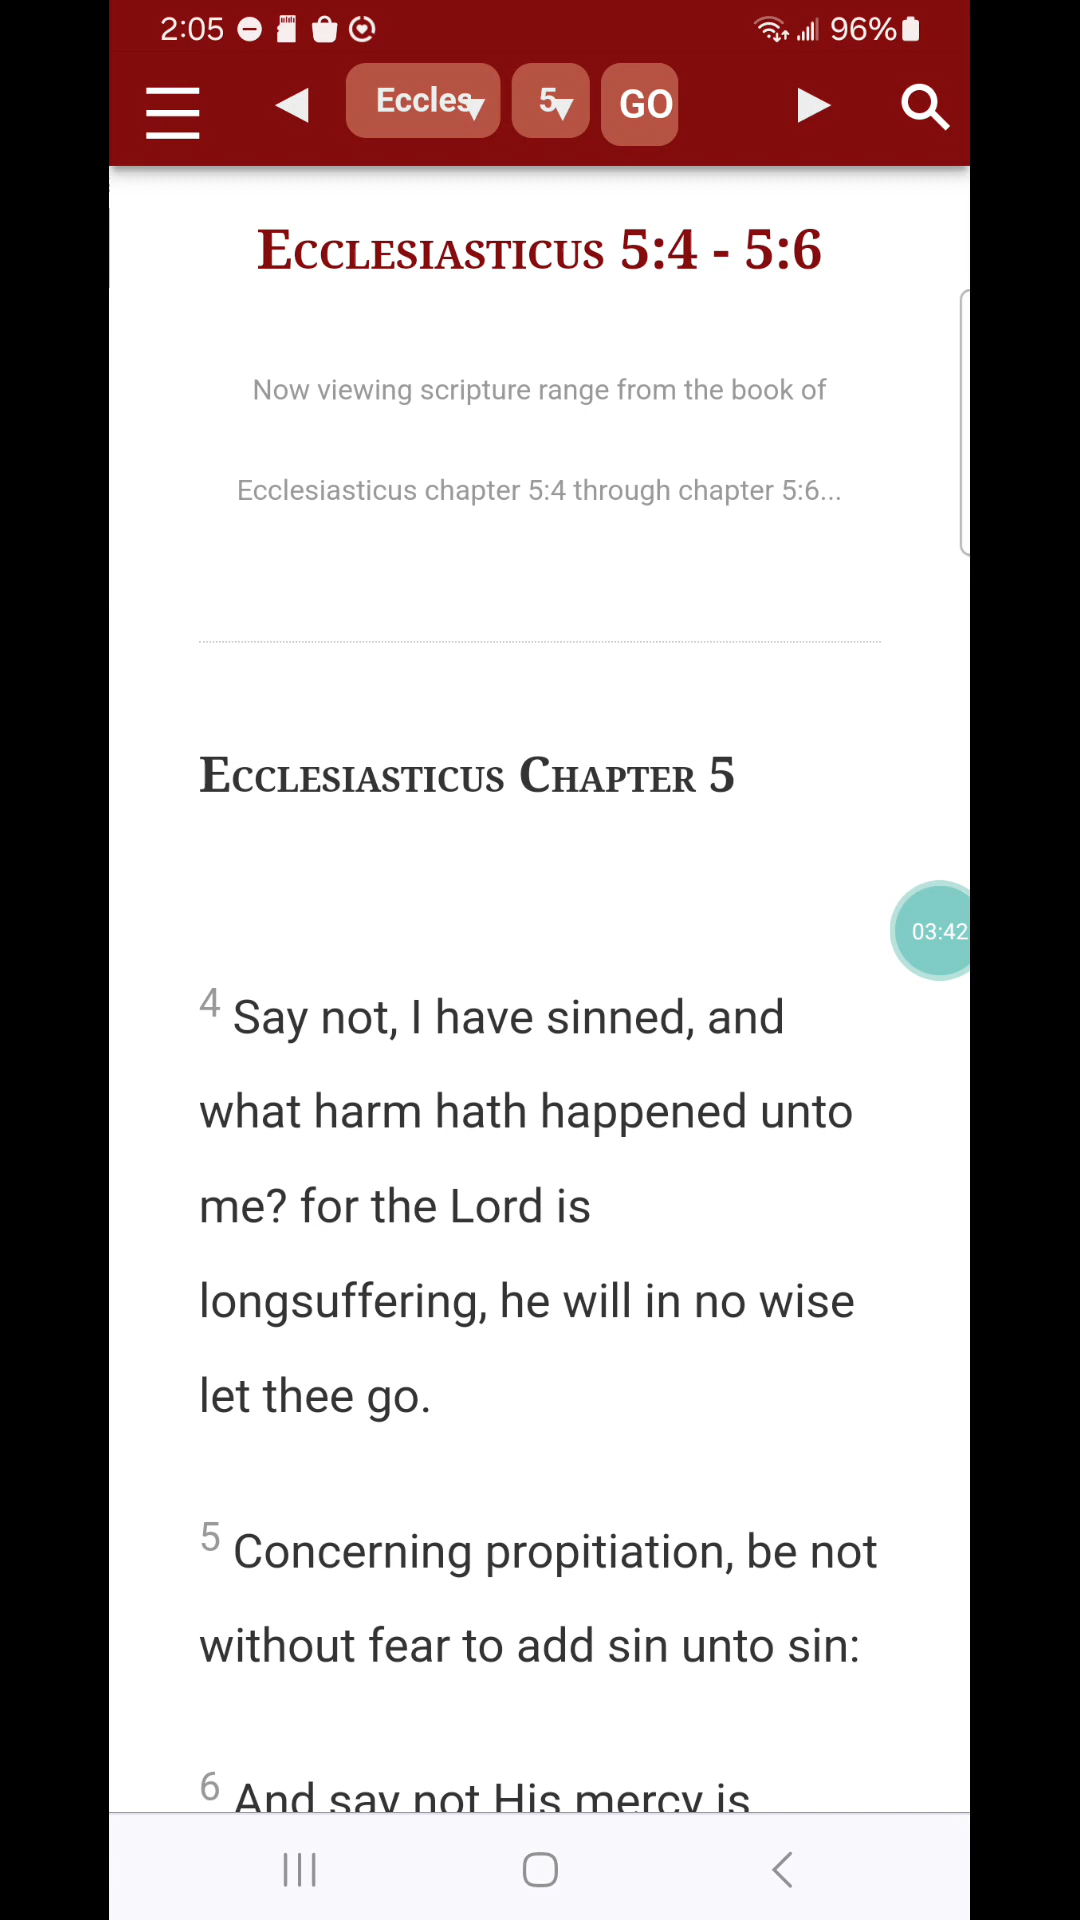 2:05 96%
Eccles 5 GO
Ecclesiasticus 5:4 - 5:6
Now viewing scripture range from the book of
Ecclesiasticus chapter 5:4 through chapter 5:6...
Ecclesiasticus Chapter 5
03:42
4 Say not, I have sinned, and
what harm hath happened unto
me? for the Lord is
longsuffering, he will in no wise
let thee go.
5 Concerning propitiation, be not
without fear to add sin unto sin:
6 And say not His mercy is